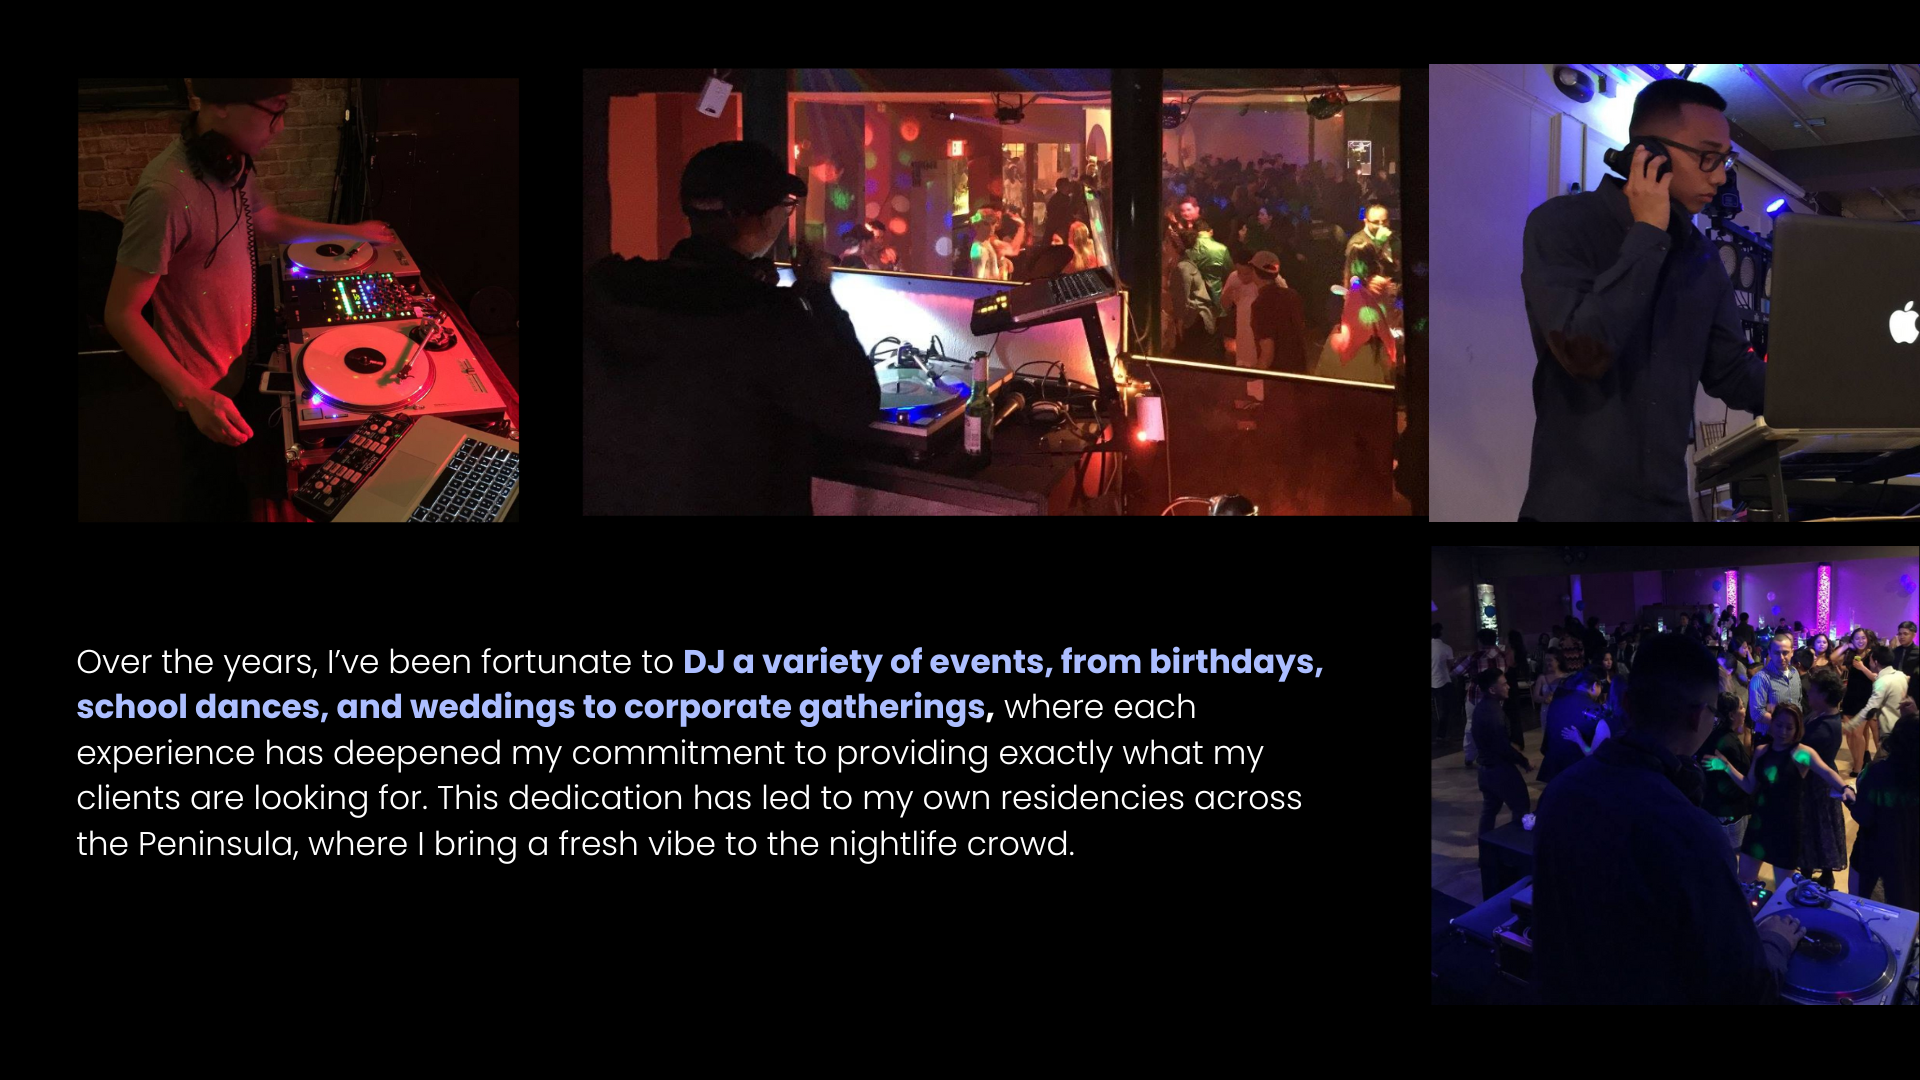 Over the years, I’ve been fortunate to DJ a variety of events, from birthdays,
school dances, and weddings to corporate gatherings, where each
experience has deepened my commitment to providing exactly what my
clients are looking for. This dedication has led to my own residencies across
the Peninsula, where I bring a fresh vibe to the nightlife crowd.